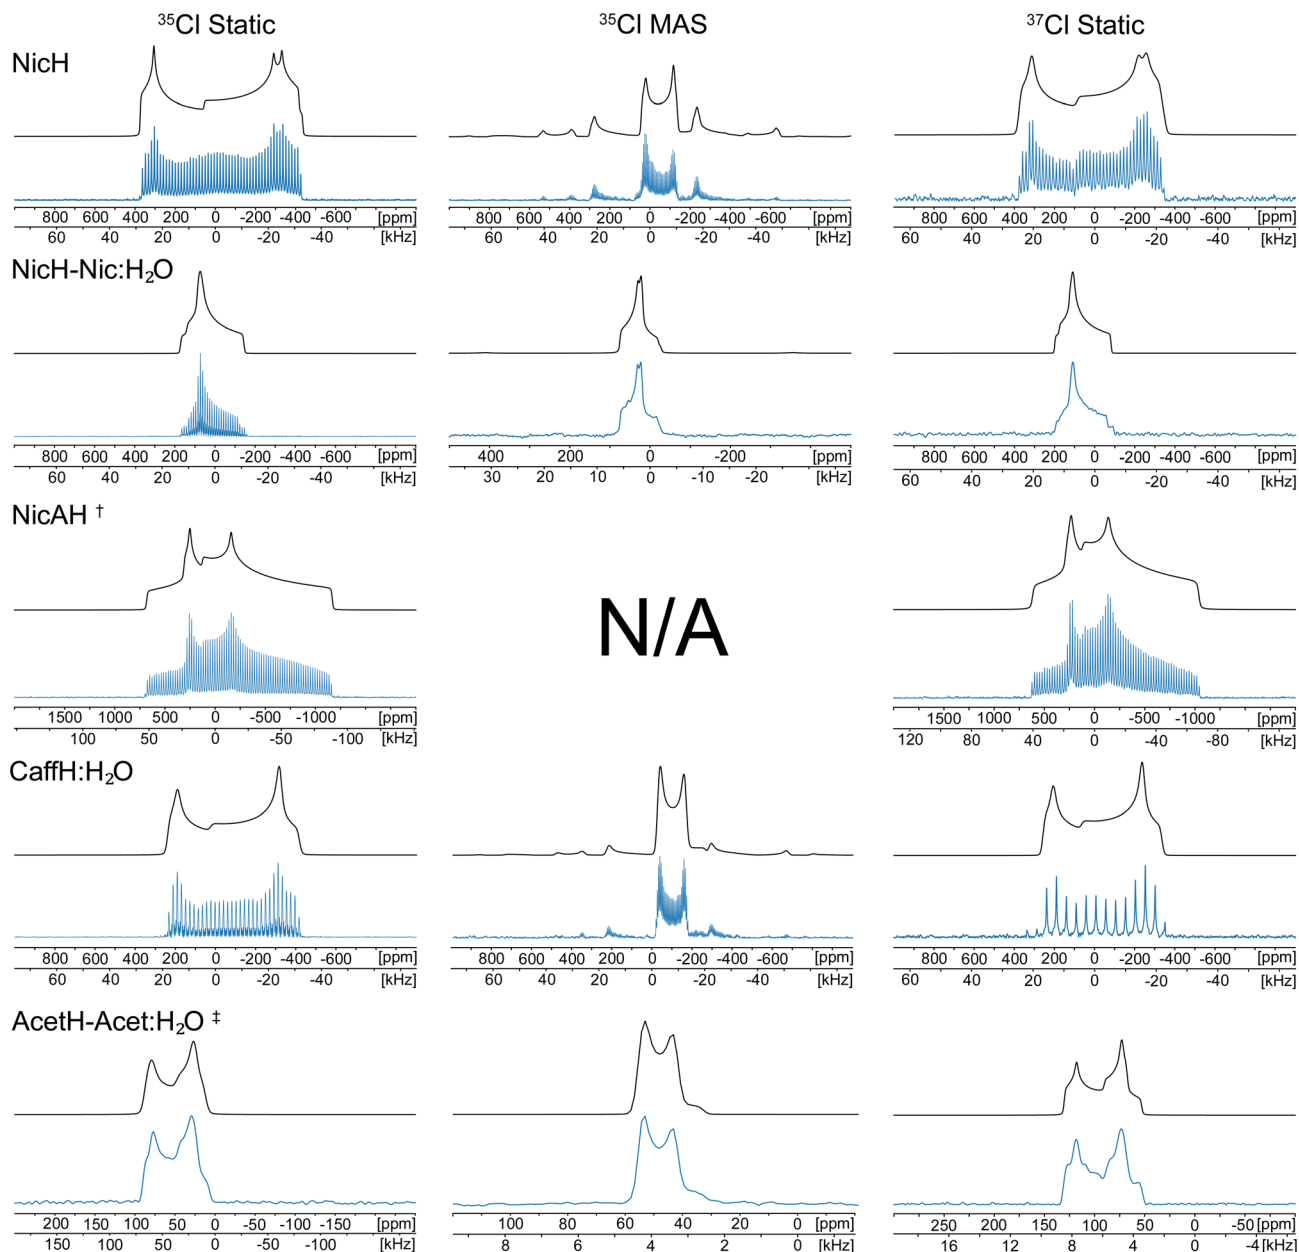 35Cl Static 35Cl MAS 37Cl Static
NicH
800 600 400 200 0 -200 -400 -600 [ppm]
60 40 20 0 -20 -40 [kHz]
800 600 400 200 0 -200 -400 -600 [ppm]
60 40 20 0 -20 -40 [kHz]
800 600 400 200 0 -200 -400 -600 [ppm]
60 40 20 0 -20 -40 [kHz]
NicH-Nic:H₂O
800 600 400 200 0 -200 -400 -600 [ppm]
60 40 20 0 -20 -40 [kHz]
400 200 0 -200 [ppm]
30 20 10 0 -10 -20 [kHz]
800 600 400 200 0 -200 -400 -600 [ppm]
60 40 20 0 -20 -40 [kHz]
NicAH †
N/A
1500 1000 500 0 -500 -1000 [ppm]
100 50 0 -50 -100 [kHz]
1500 1000 500 0 -500 -1000 [ppm]
120 80 40 0 -40 -80 [kHz]
CaffH:H₂O
800 600 400 200 0 -200 -400 -600 [ppm]
60 40 20 0 -20 -40 [kHz]
800 600 400 200 0 -200 -400 -600 [ppm]
80 60 40 20 0 -20 -40 -60 [kHz]
800 600 400 200 0 -200 -400 -600 [ppm]
60 40 20 0 -20 -40 [kHz]
AcetH-Acet:H₂O ‡
200 150 100 50 0 -50 -100 -150 [ppm]
150 100 50 0 -50 -100 [kHz]
100 80 60 40 20 0 [ppm]
8 6 4 2 0 [kHz]
250 200 150 100 50 0 -50 [ppm]
16 12 8 4 0 -4 [kHz]